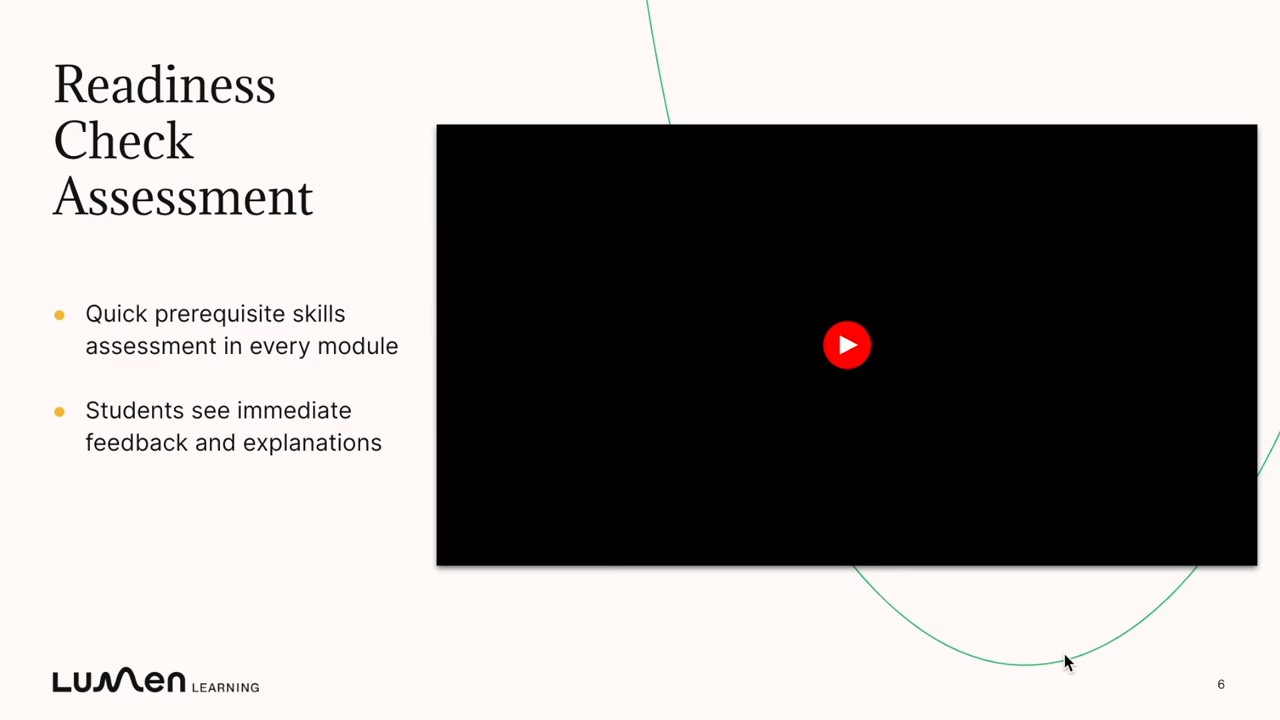 Readiness
Check
Assessment
Quick prerequisite skills
assessment in every module
Students see immediate
feedback and explanations
Lumen LEARNING
6